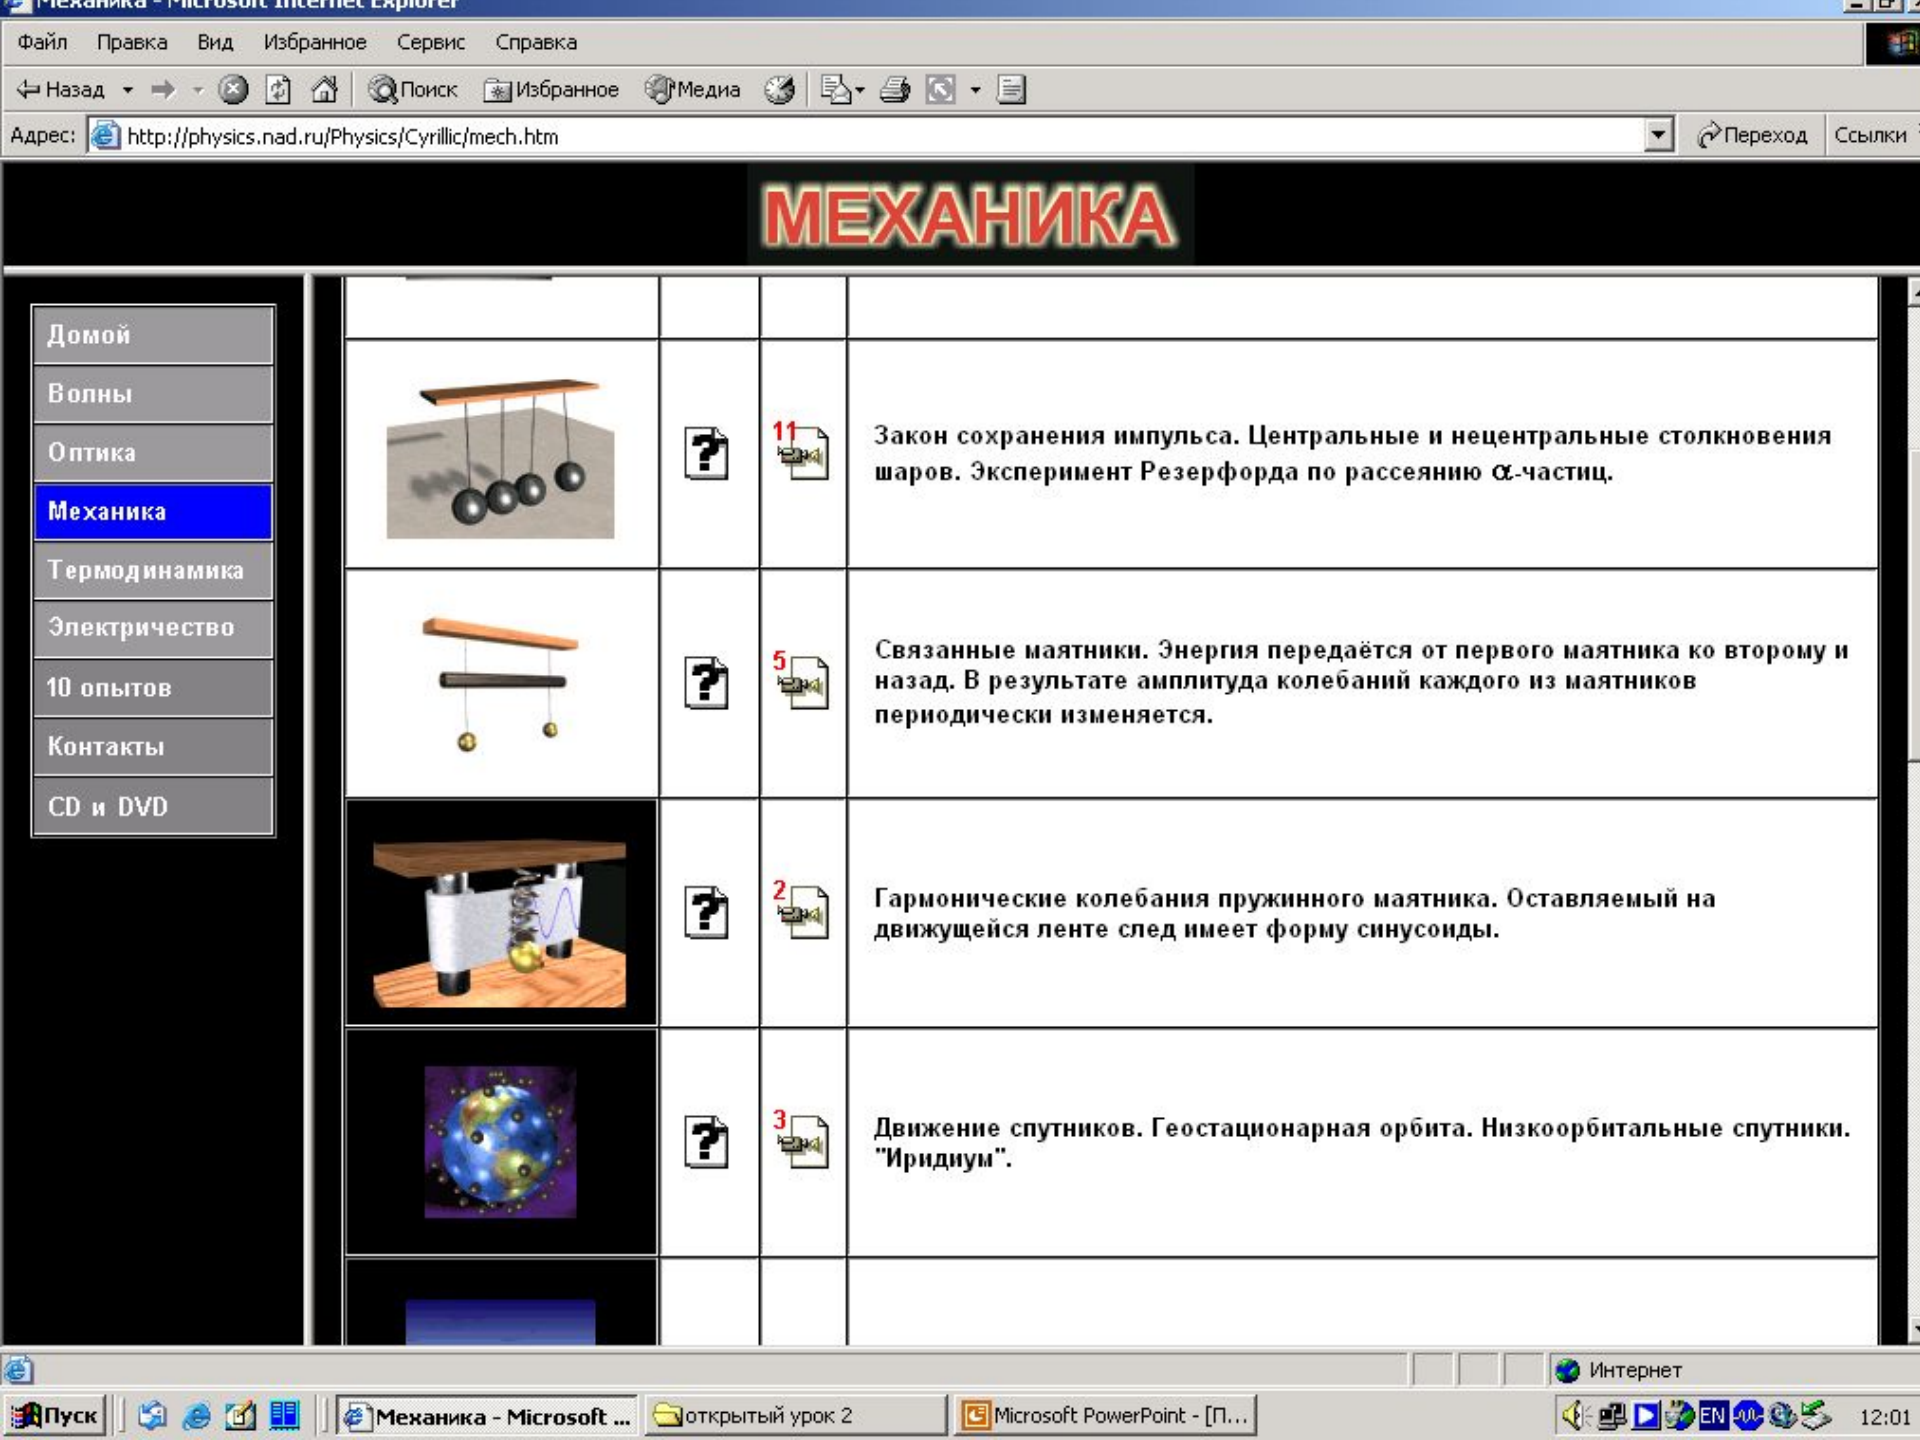 Механика - Microsoft Internet Explorer
Файл Правка Вид Избранное Сервис Справка
Назад Поиск Избранное Медиа
Адрес: http://physics.nad.ru/Physics/Cyrillic/mech.htm Переход Ссылки
МЕХАНИКА
Домой
Волны
Оптика
Механика
Термодинамика
Электричество
10 опытов
Контакты
CD и DVD
11
Закон сохранения импульса. Центральные и нецентральные столкновения
шаров. Эксперимент Резерфорда по рассеянию α-частиц.
5
Связанные маятники. Энергия передаётся от первого маятника ко второму и
назад. В результате амплитуда колебаний каждого из маятников
периодически изменяется.
2
Гармонические колебания пружинного маятника. Оставляемый на
движущейся ленте след имеет форму синусоиды.
3
Движение спутников. Геостационарная орбита. Низкоорбитальные спутники.
"Иридиум".
Интернет
Пуск Механика - Microsoft ... открытый урок 2 Microsoft PowerPoint - [П... EN 12:01